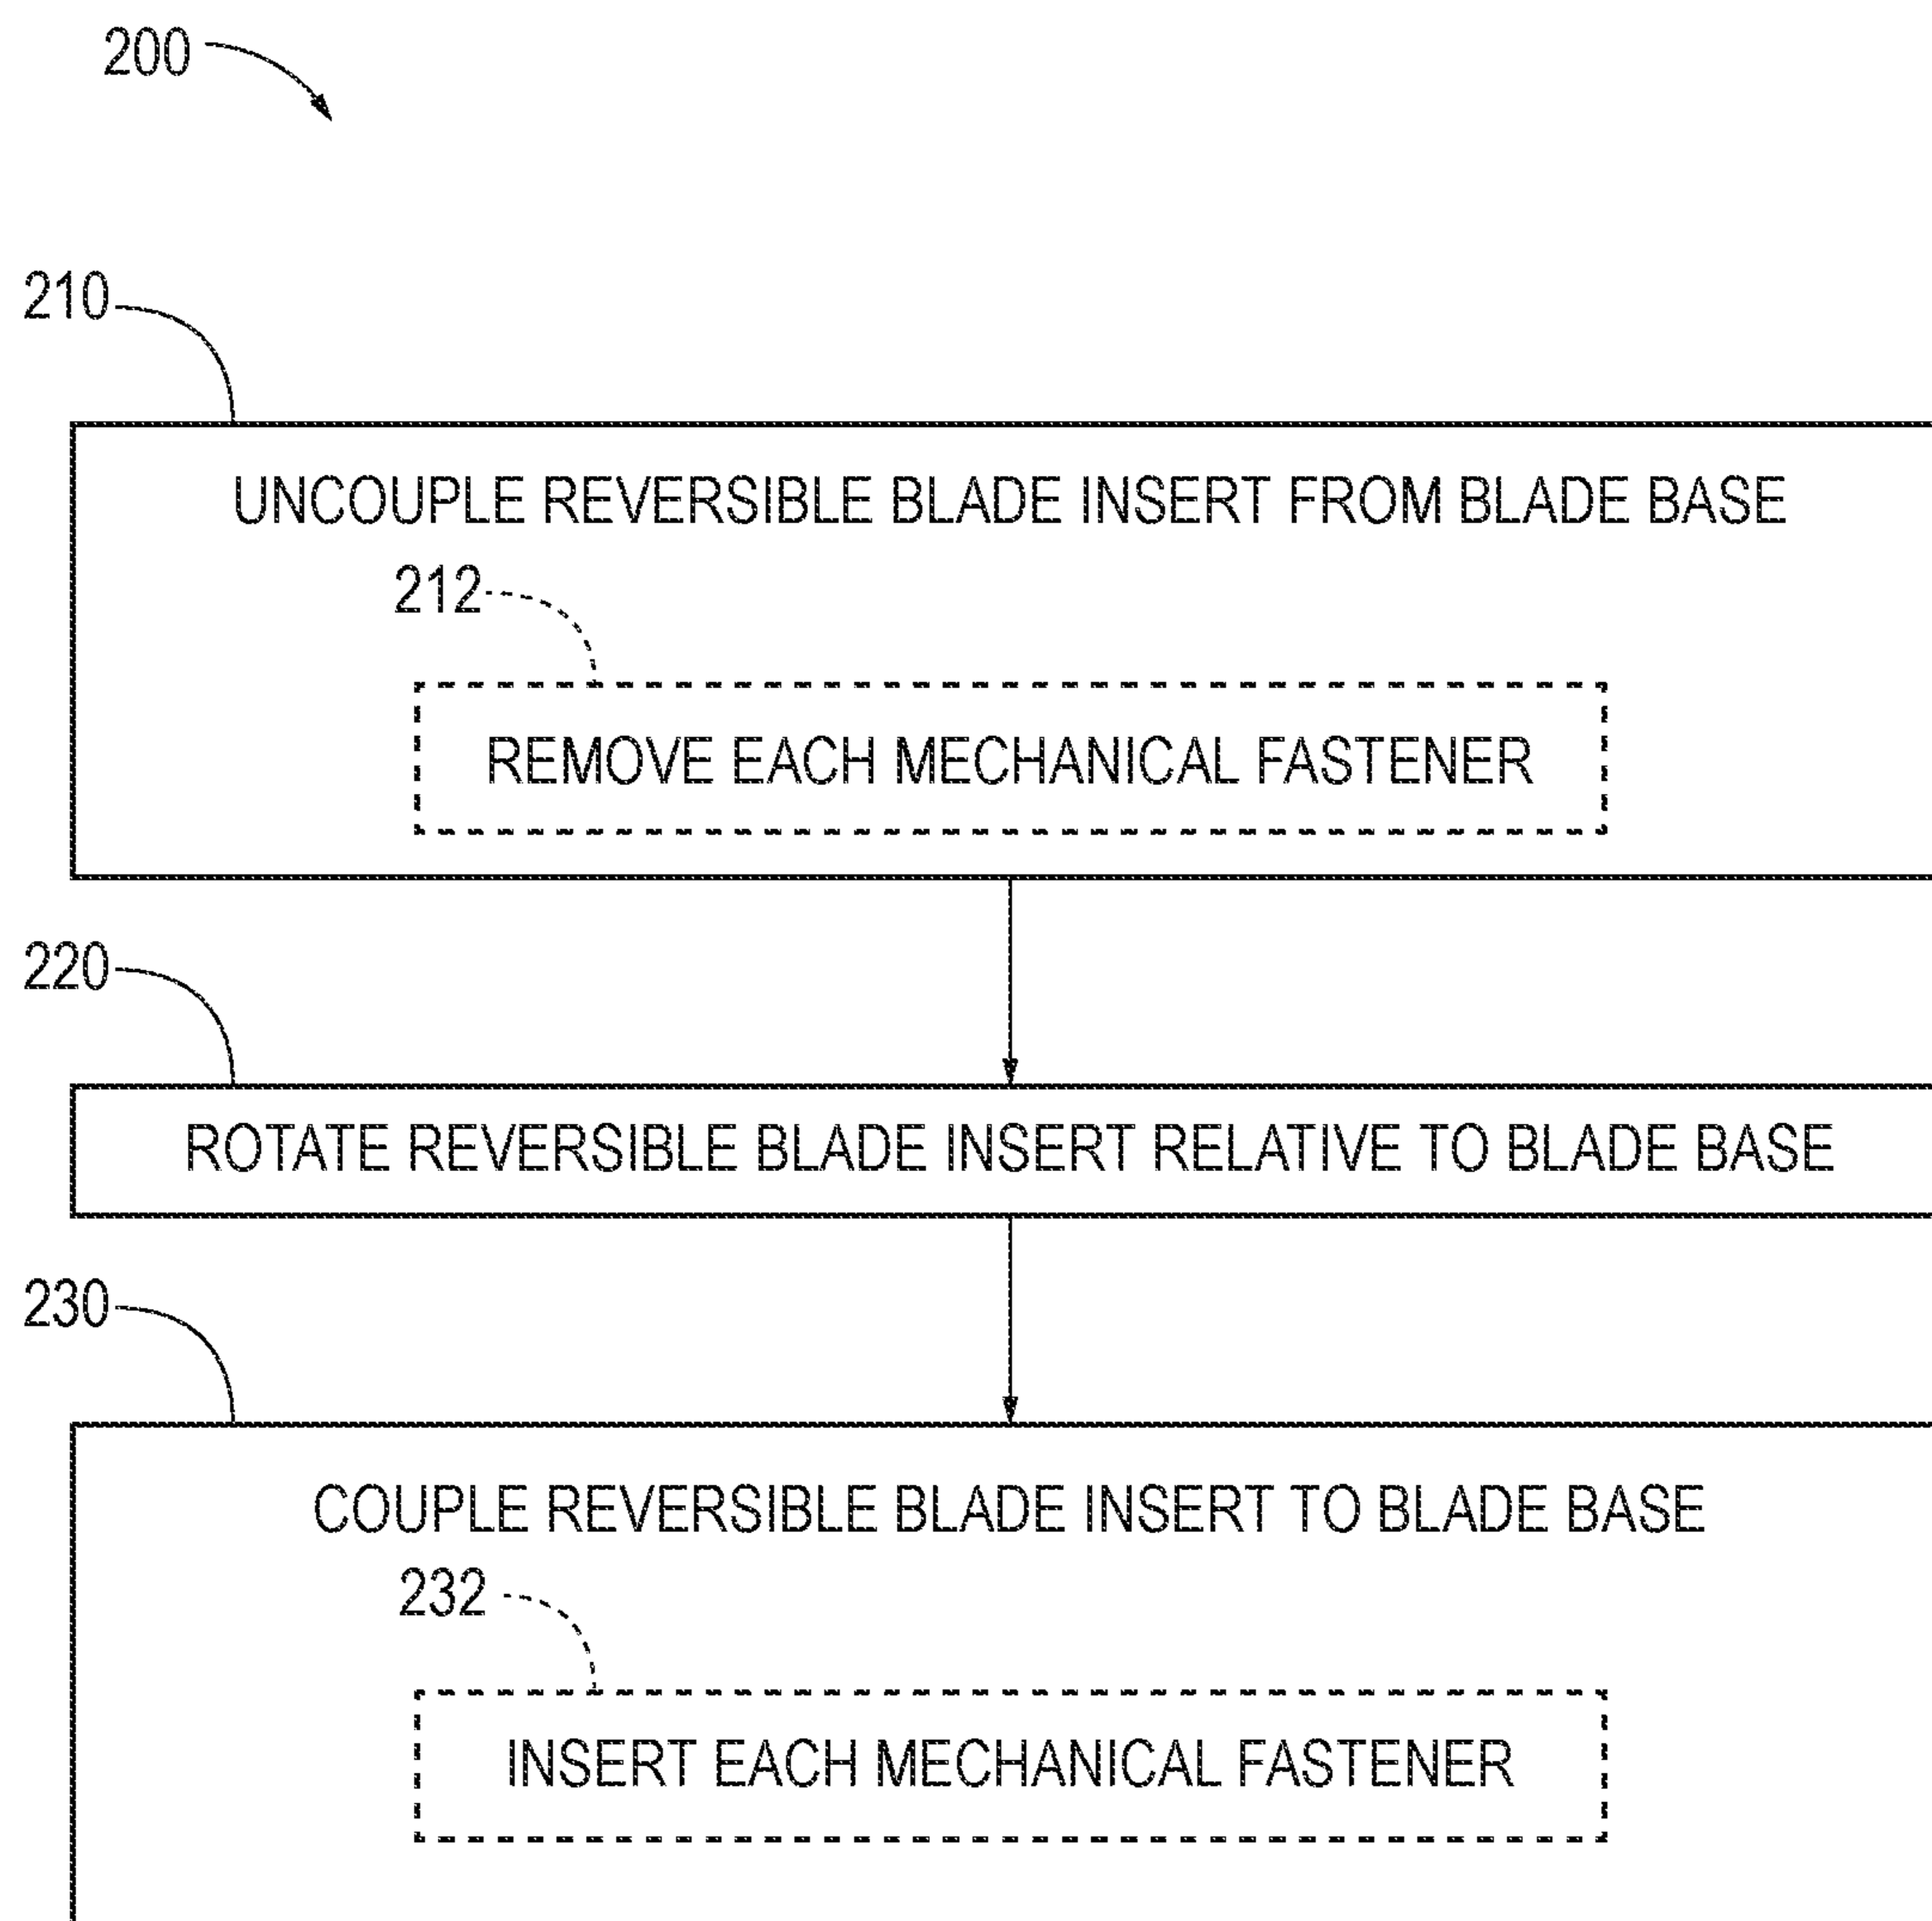 200
210
UNCOUPLE REVERSIBLE BLADE INSERT FROM BLADE BASE
212
REMOVE EACH MECHANICAL FASTENER
220
ROTATE REVERSIBLE BLADE INSERT RELATIVE TO BLADE BASE
230
COUPLE REVERSIBLE BLADE INSERT TO BLADE BASE
232
INSERT EACH MECHANICAL FASTENER